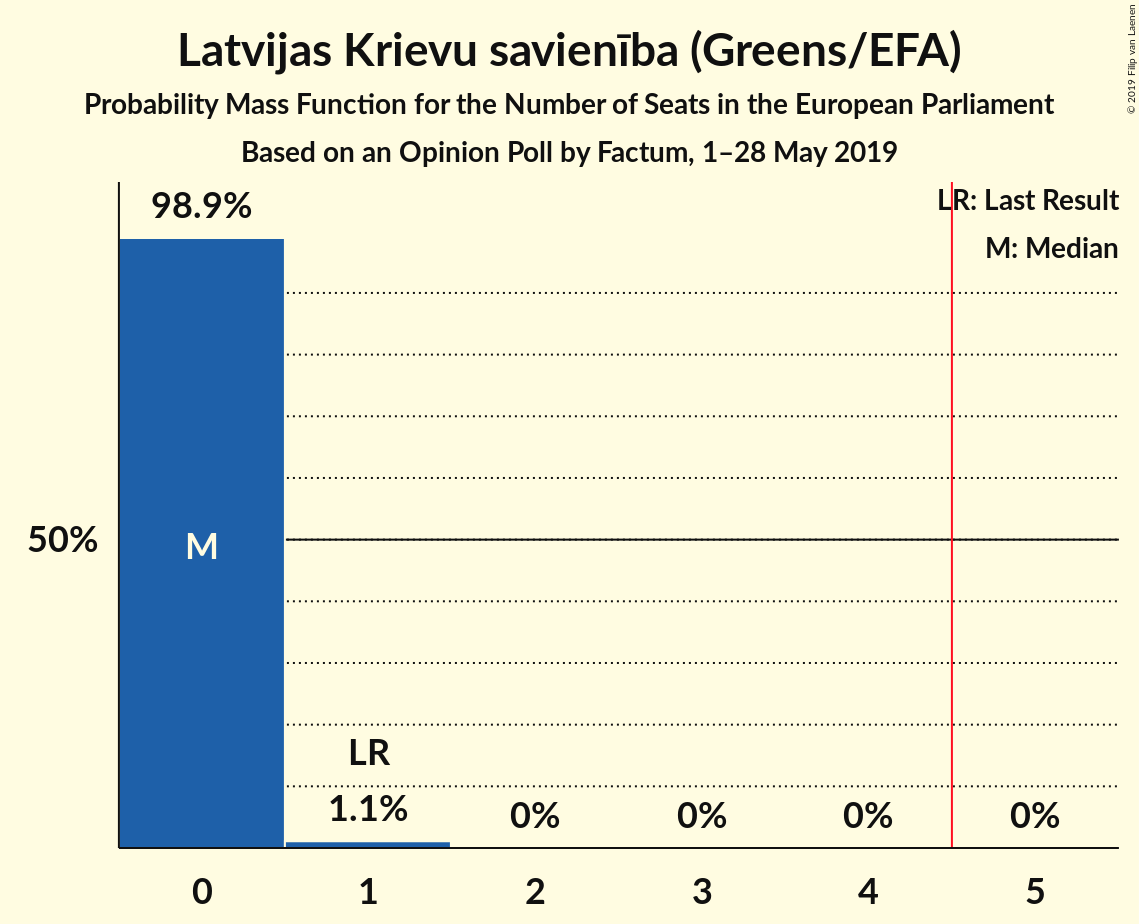 Latvijas Krievu savienība (Greens/EFA)
Probability Mass Function for the Number of Seats in the European Parliament
Based on an Opinion Poll by Factum, 1–28 May 2019
© 2019 Filip van Laenen
98.9%
LR: Last Result
M: Median
50%
M
LR
1.1%
0%
0%
0%
0%
0
1
2
3
4
5